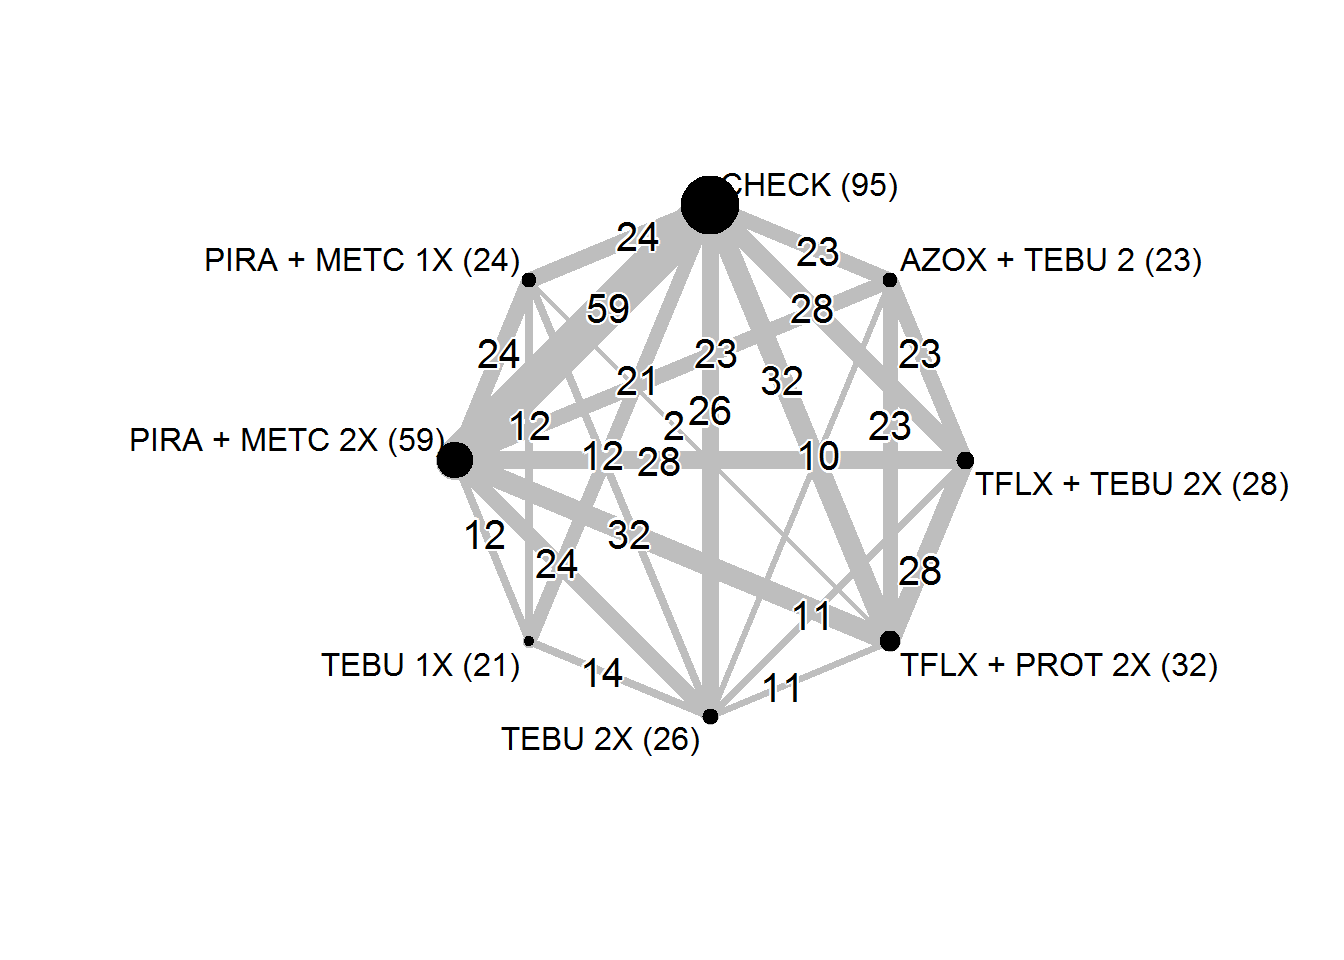 CHECK (95)
24
23
PIRA + METC 1X (24)
AZOX + TEBU 2 (23)
59
28
24
23
23
21
32
12
2
26
23
PIRA + METC 2X (59)
12
28
10
TFLX + TEBU 2X (28)
12
32
24
28
11
TEBU 1X (21)
14
11
TFLX + PROT 2X (32)
TEBU 2X (26)